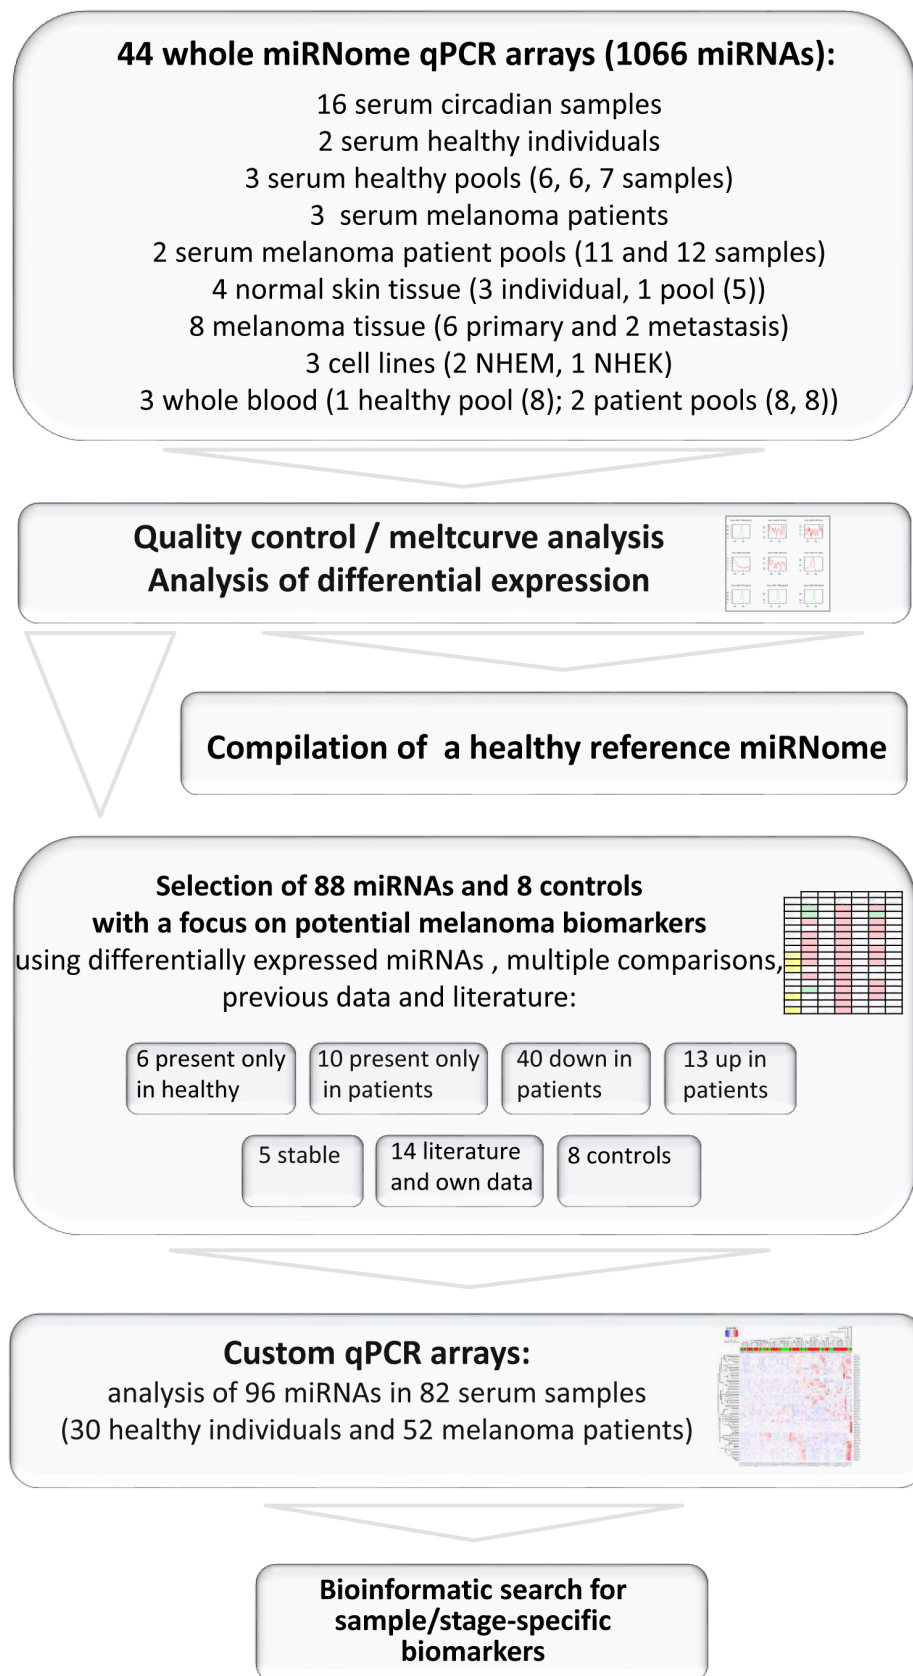 44 whole miRNome qPCR arrays (1066 miRNAs):
16 serum circadian samples
2 serum healthy individuals
3 serum healthy pools (6, 6, 7 samples)
3 serum melanoma patients
2 serum melanoma patient pools (11 and 12 samples)
4 normal skin tissue (3 individual, 1 pool (5))
8 melanoma tissue (6 primary and 2 metastasis)
3 cell lines (2 NHEM, 1 NHEK)
3 whole blood (1 healthy pool (8); 2 patient pools (8, 8))
Quality control / meltcurve analysis
Analysis of differential expression
Compilation of a healthy reference miRNome
Selection of 88 miRNAs and 8 controls
with a focus on potential melanoma biomarkers
using differentially expressed miRNAs , multiple comparisons,
previous data and literature:
6 present only
in healthy
10 present only
in patients
40 down in
patients
13 up in
patients
5 stable
14 literature
and own data
8 controls
Custom qPCR arrays:
analysis of 96 miRNAs in 82 serum samples
(30 healthy individuals and 52 melanoma patients)
Bioinformatic search for
sample/stage-specific
biomarkers